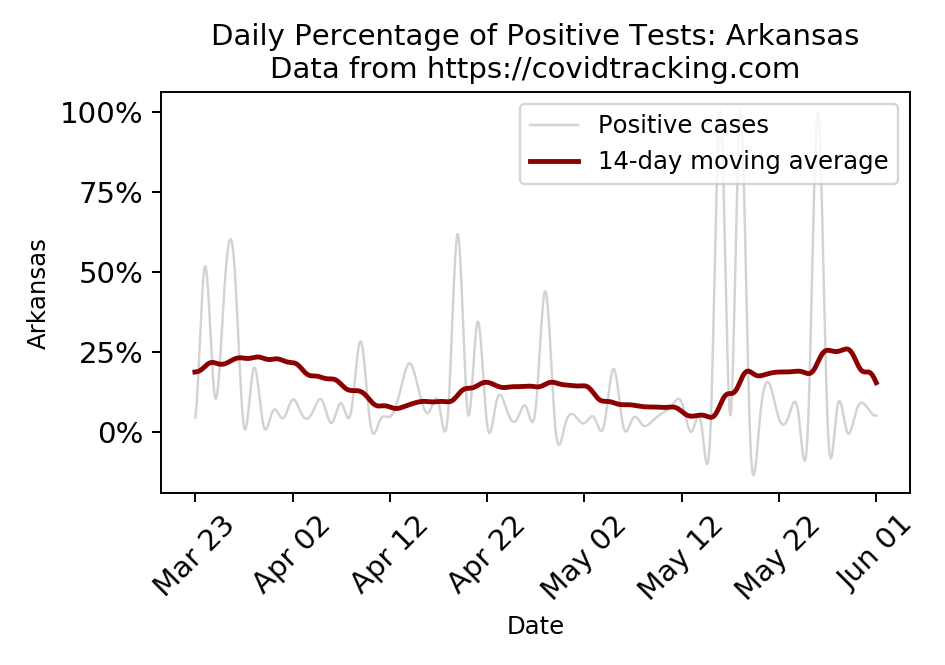 Daily Percentage of Positive Tests: Arkansas
Data from https://covidtracking.com
100%
75%
50%
25%
0%
Arkansas
Positive cases
14-day moving average
Mar 23
Apr 02
Apr 12
Apr 22
May 02
May 12
May 22
Jun 01
Date